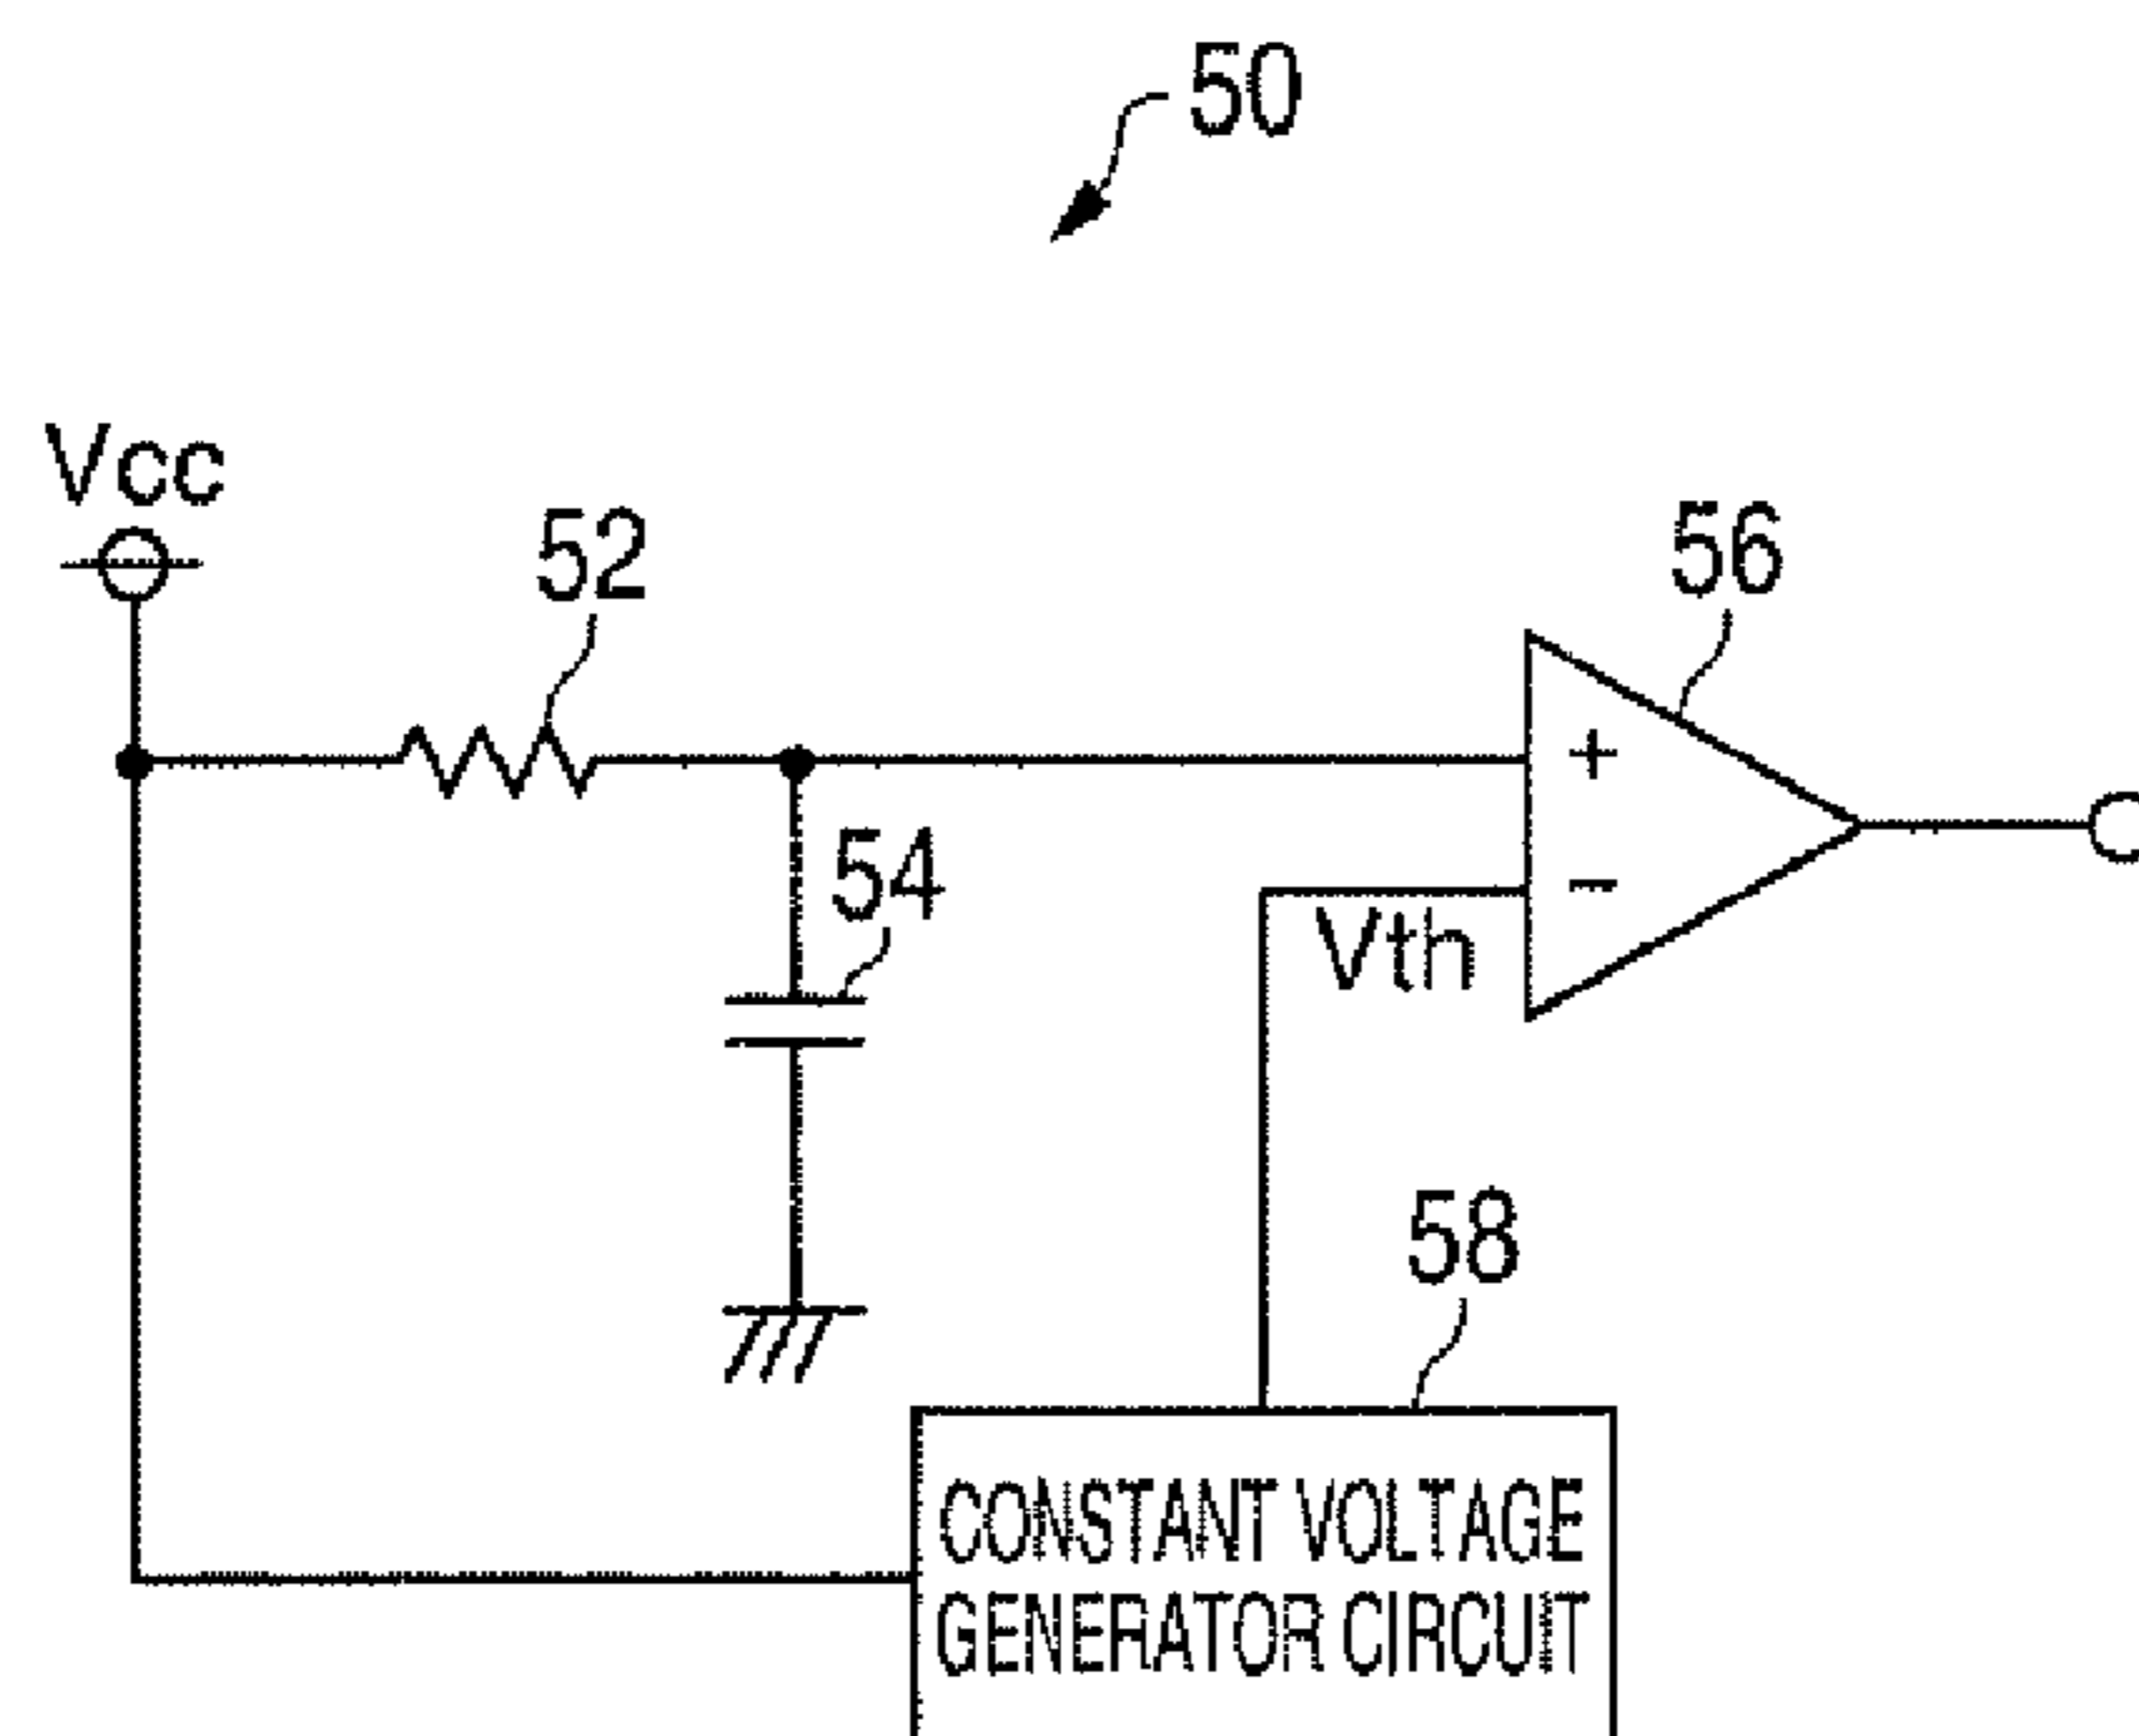 50
Vcc
52
56
+
54
−
Vth
58
CONSTANT VOLTAGE
GENERATOR CIRCUIT